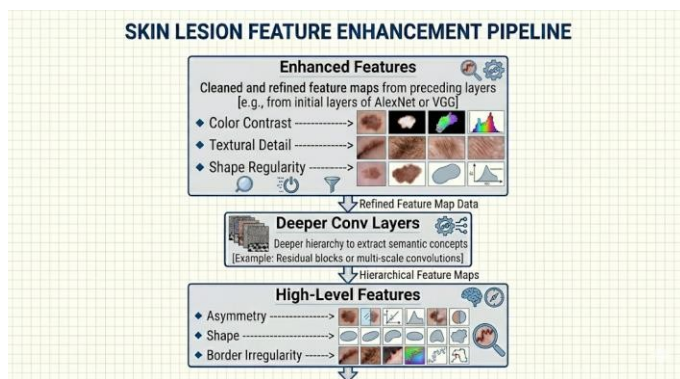 SKIN LESION FEATURE ENHANCEMENT PIPELINE
Enhanced Features
Cleaned and refined feature maps from preceding layers
[e.g., from initial layers of AlexNet or VGG]
Color Contrast
Textural Detail
Shape Regularity
Refined Feature Map Data
Deeper Conv Layers
Deeper hierarchy to extract semantic concepts
[Example: Residual blocks or multi-scale convolutions]
Hierarchical Feature Maps
High-Level Features
Asymmetry
Shape
Border Irregularity